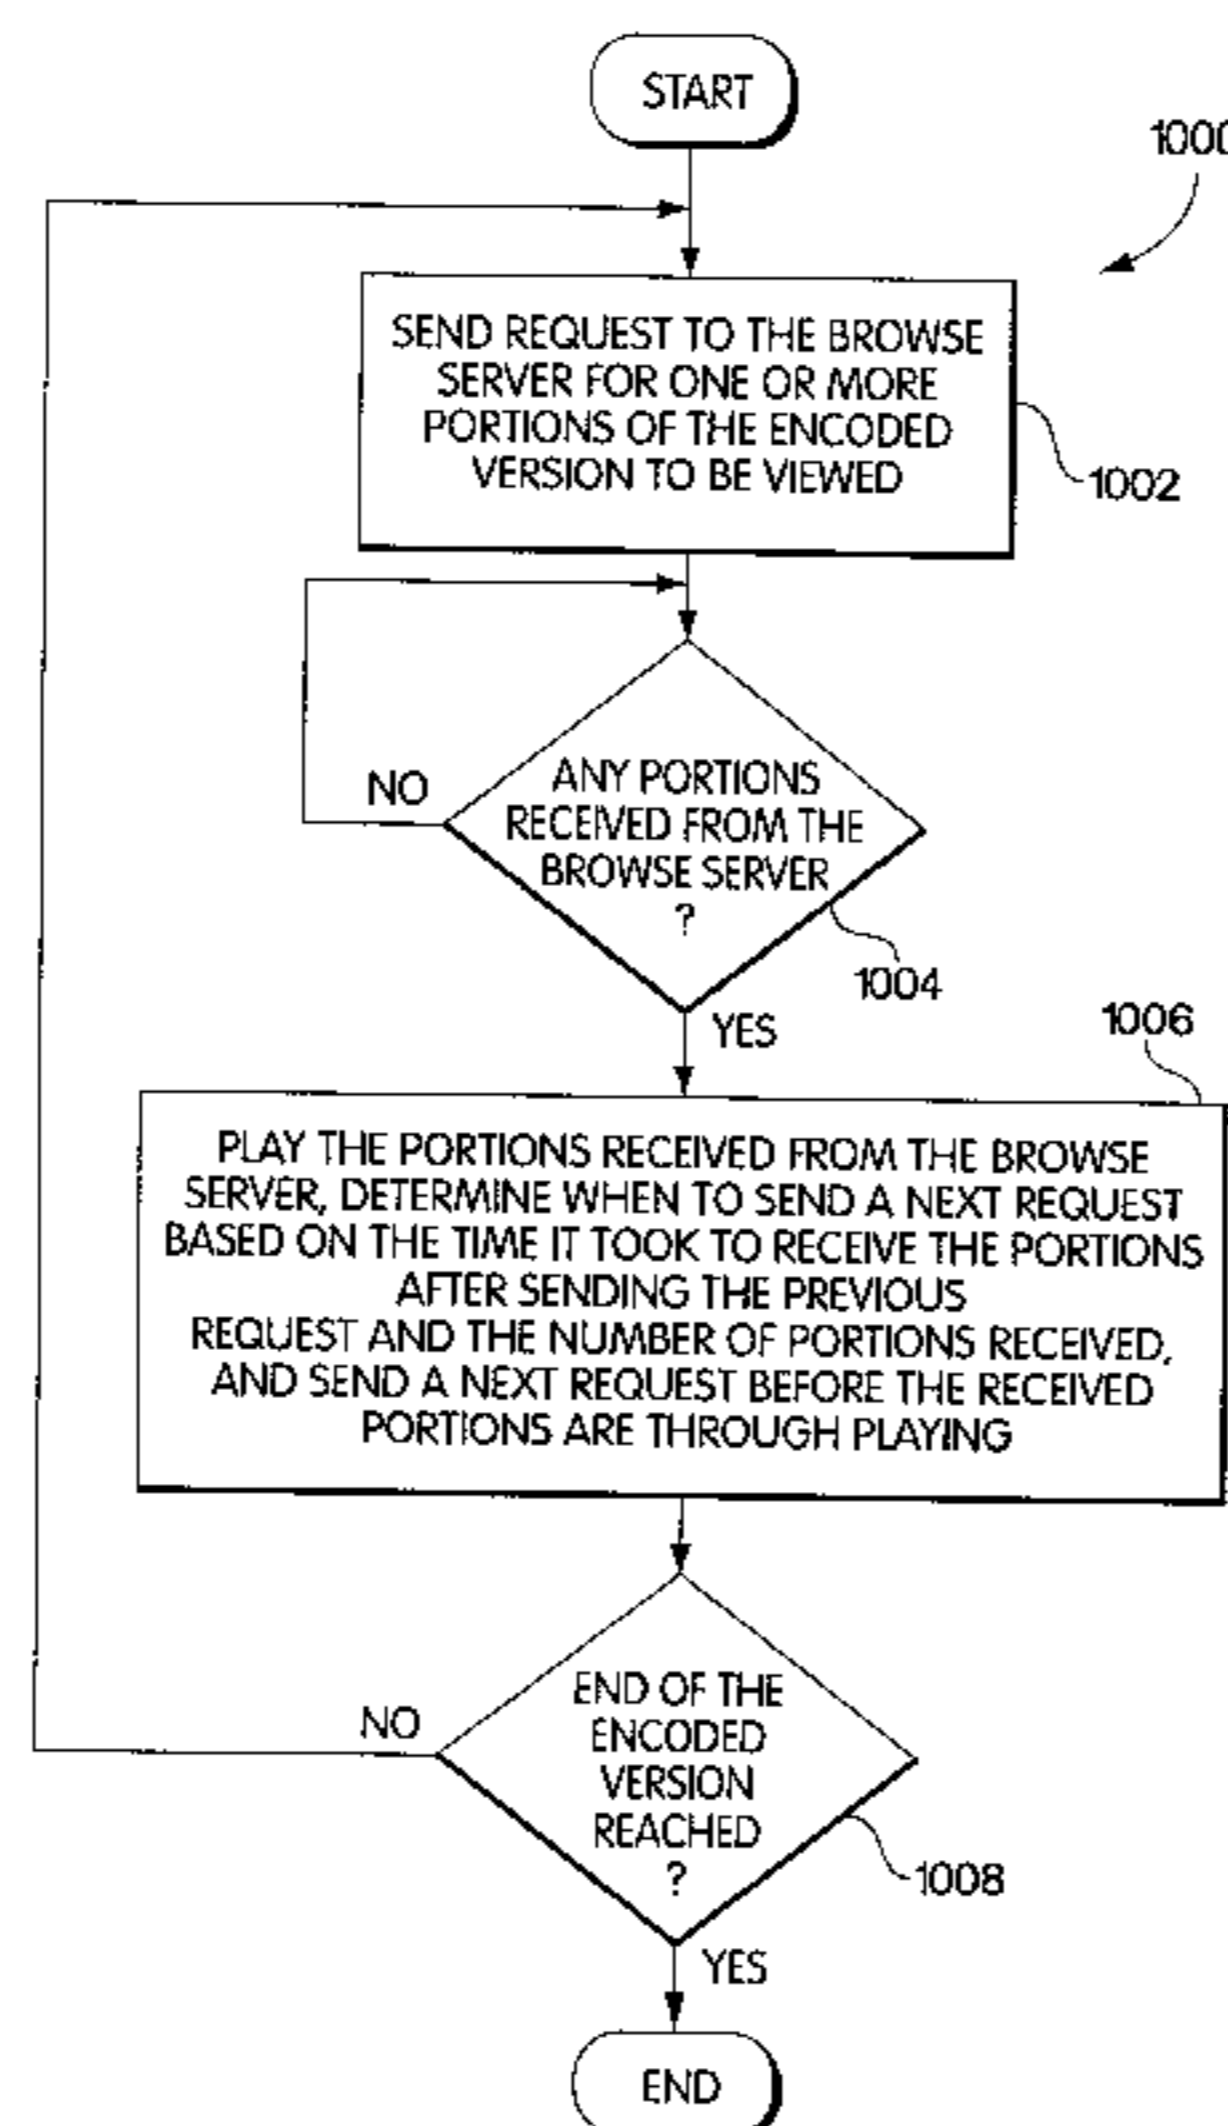 START
1000
SEND REQUEST TO THE BROWSE
SERVER FOR ONE OR MORE
PORTIONS OF THE ENCODED
VERSION TO BE VIEWED
1002
NO
ANY PORTIONS
RECEIVED FROM THE
BROWSE SERVER
?
1004
YES
1006
PLAY THE PORTIONS RECEIVED FROM THE BROWSE
SERVER, DETERMINE WHEN TO SEND A NEXT REQUEST
BASED ON THE TIME IT TOOK TO RECEIVE THE PORTIONS
AFTER SENDING THE PREVIOUS
REQUEST AND THE NUMBER OF PORTIONS RECEIVED,
AND SEND A NEXT REQUEST BEFORE THE RECEIVED
PORTIONS ARE THROUGH PLAYING
NO
END OF THE
ENCODED
VERSION
REACHED
?
1008
YES
END